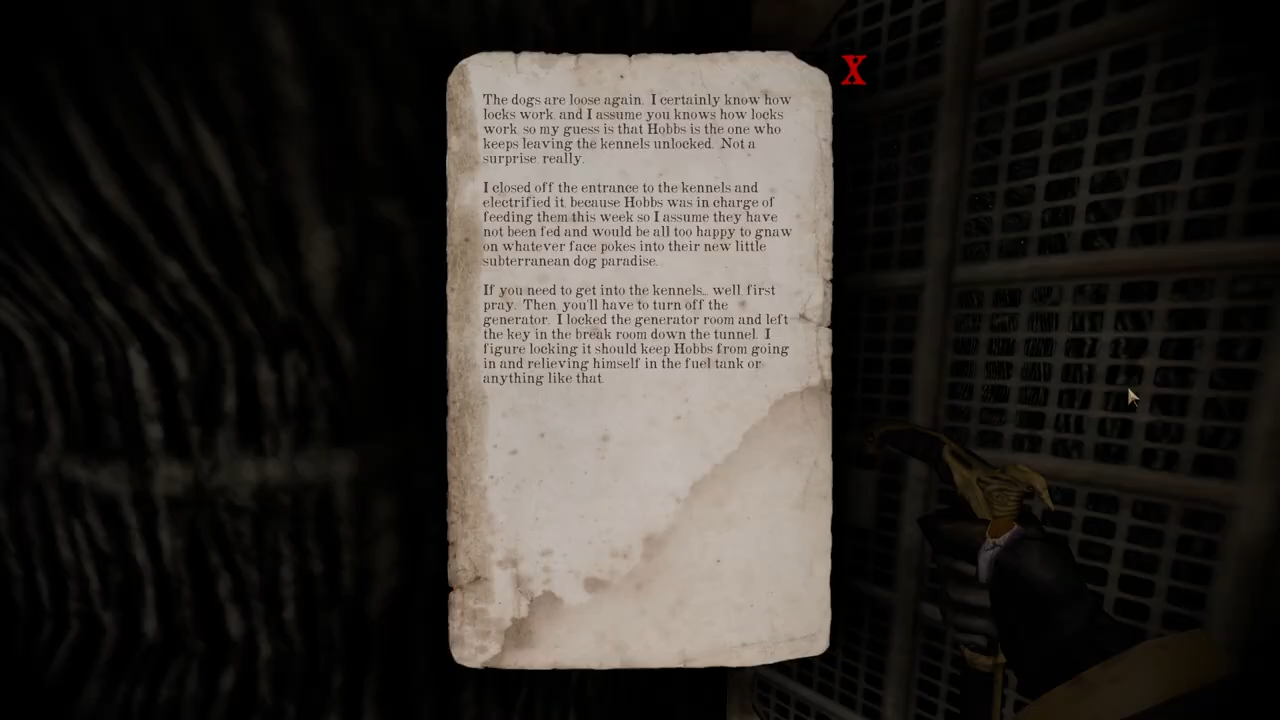 The dogs are loose again. I certainly know how
locks work, and I assume you knows how locks
work, so my guess is that Hobbs is the one who
keeps leaving the kennels unlocked. Not a
surprise, really.
I closed off the entrance to the kennels and
electrified it, because Hobbs was in charge of
feeding them this week so I assume they have
not been fed and would be all too happy to gnaw
on whatever face pokes into their new little
subterranean dog paradise.
If you need to get into the kennels... well, first
pray. Then, you'll have to turn off the
generator. I locked the generator room and left
the key in the break room down the tunnel. I
figure locking it should keep Hobbs from going
in and relieving himself in the fuel tank or
anything like that.
X